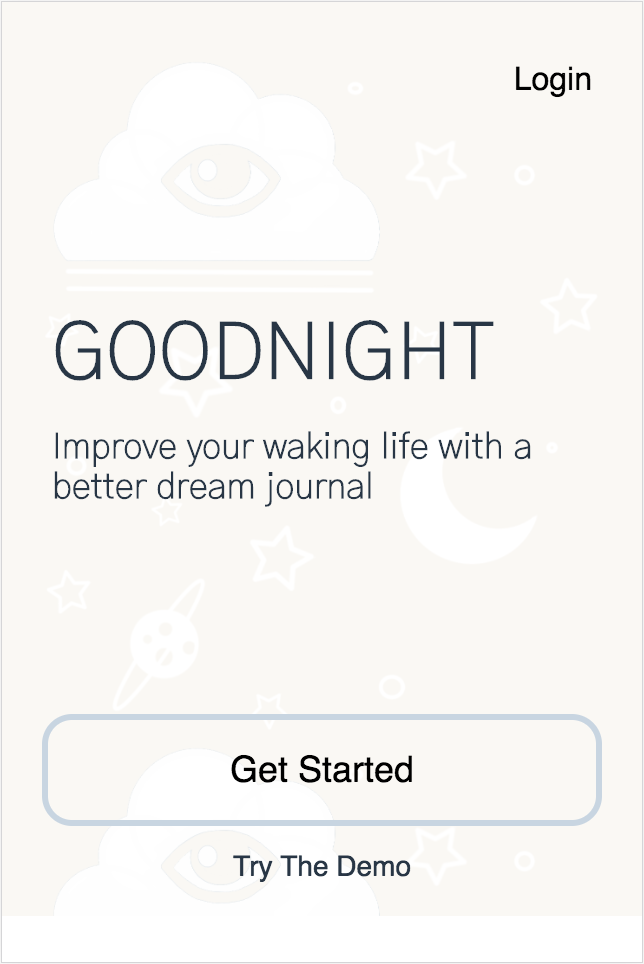 Login
GOODNIGHT
Improve your waking life with a
better dream journal
Get Started
Try The Demo